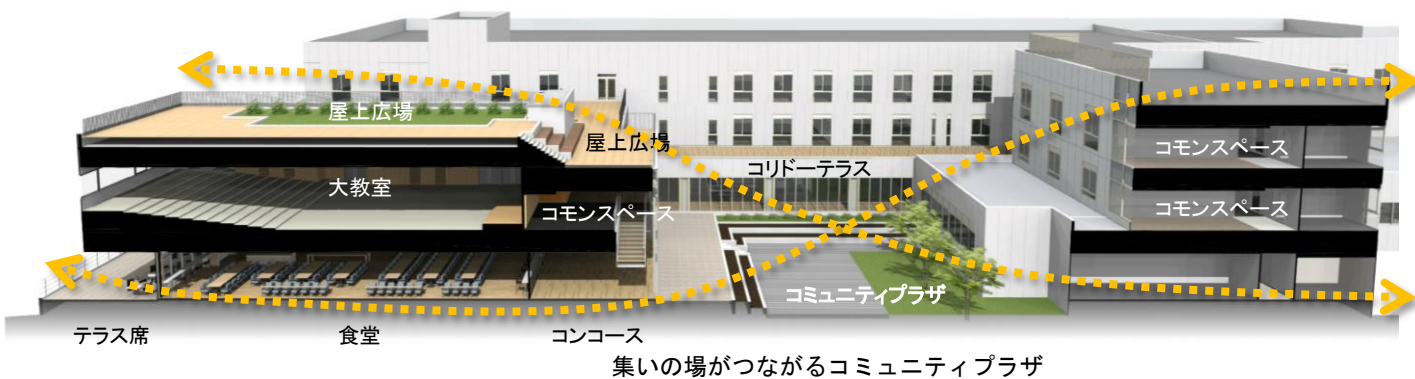 屋上広場
屋上広場
コリドーテラス
コモンスペース
大教室
コモンスペース
コモンスペース
コミュニティプラザ
テラス席
食堂
コンコース
集いの場がつながるコミュニティプラザ